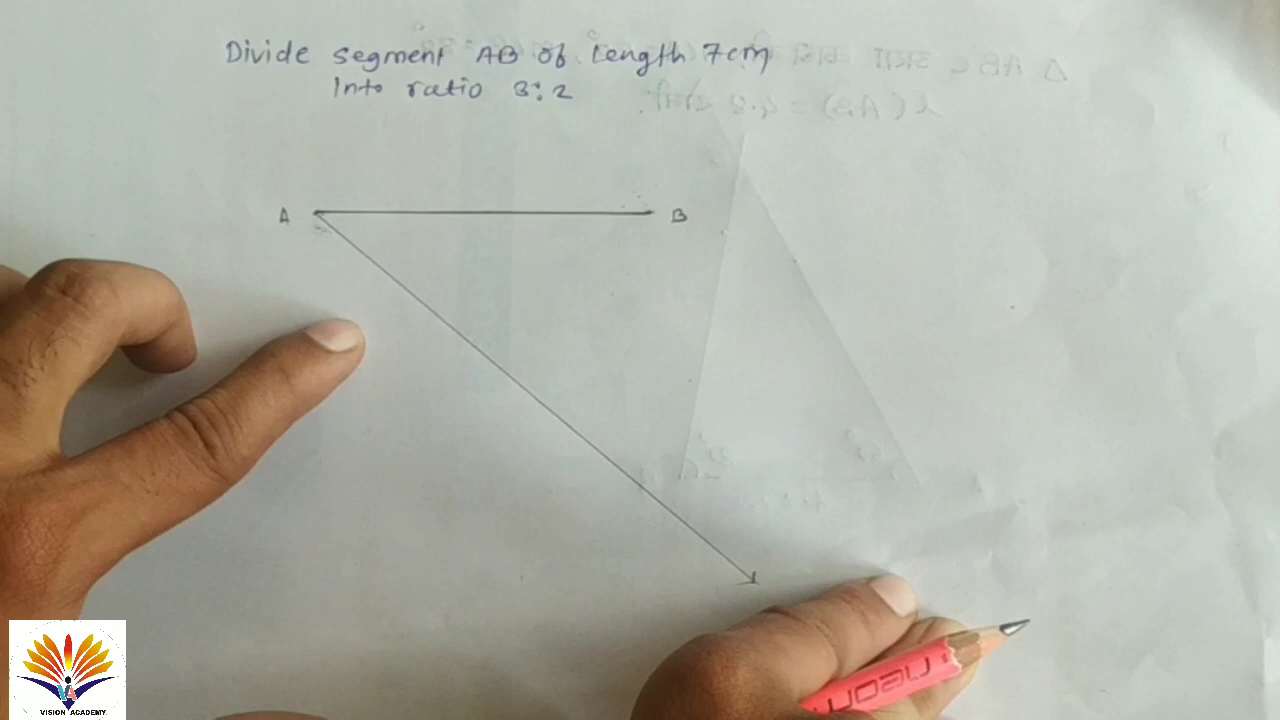 Divide segment AB of Length 7cm
Into ratio 3:2
A
B
VISION ACADEMY